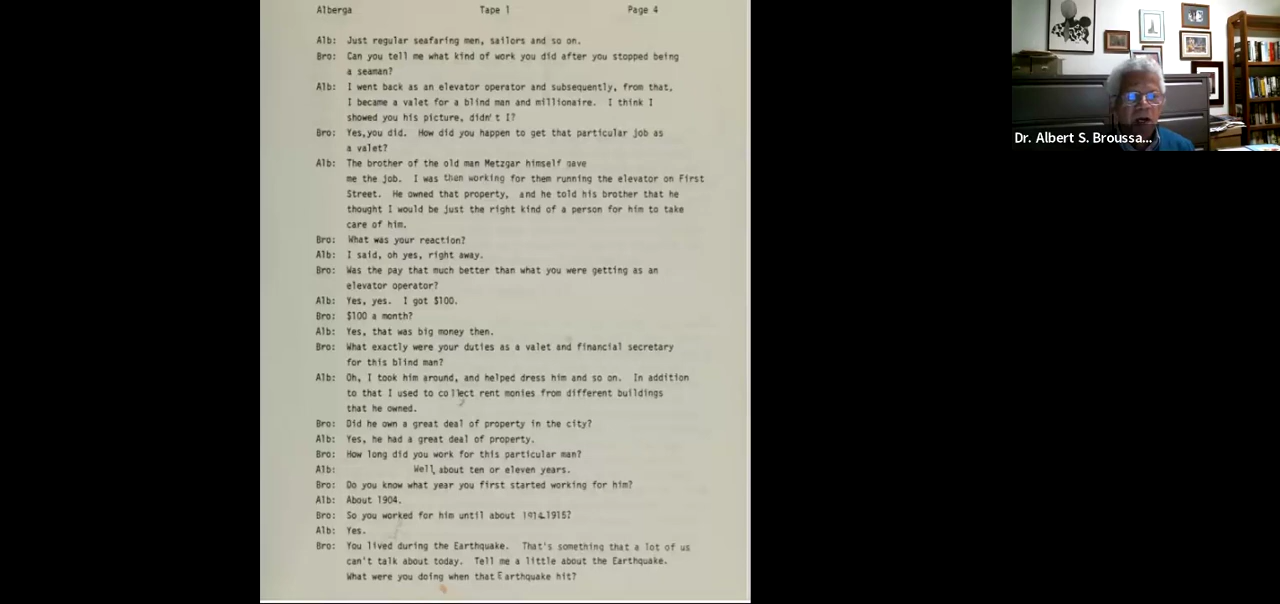 Alberga Tape 1 Page 4
Alb: Just regular seafaring men, sailors and so on.
Bro: Can you tell me what kind of work you did after you stopped being
a seaman?
Alb: I went back as an elevator operator and subsequently, from that,
I became a valet for a blind man and millionaire. I think I
showed you his picture, didn't I?
Bro: Yes,you did. How did you happen to get that particular job as
a valet?
Alb: The brother of the old man Metzgar himself gave
me the job. I was then working for them running the elevator on First
Street. He owned that property, and he told his brother that he
thought I would be just the right kind of a person for him to take
care of him.
Bro: What was your reaction?
Alb: I said, oh yes, right away.
Bro: Was the pay that much better than what you were getting as an
elevator operator?
Alb: Yes, yes. I got $100.
Bro: $100 a month?
Alb: Yes, that was big money then.
Bro: What exactly were your duties as a valet and financial secretary
for this blind man?
Alb: Oh, I took him around, and helped dress him and so on. In addition
to that I used to collect rent monies from different buildings
that he owned.
Bro: Did he own a great deal of property in the city?
Alb: Yes, he had a great deal of property.
Bro: How long did you work for this particular man?
Alb: Well, about ten or eleven years.
Bro: Do you know what year you first started working for him?
Alb: About 1904.
Bro: So you worked for him until about 1914-1915?
Alb: Yes.
Bro: You lived during the Earthquake. That's something that a lot of us
can't talk about today. Tell me a little about the Earthquake.
What were you doing when that Earthquake hit?
Dr. Albert S. Broussa...